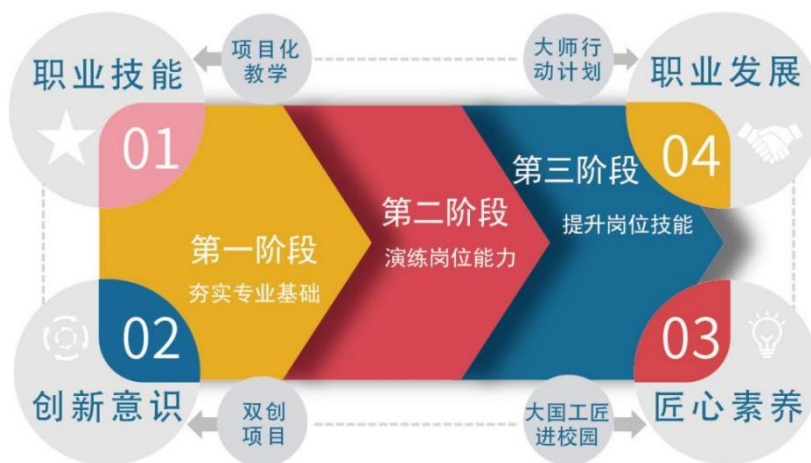 职业技能
01
项目化
教学
大师行
动计划
职业发展
04
第一阶段
夯实专业基础
第二阶段
演练岗位能力
第三阶段
提升岗位技能
02
创新意识
双创
项目
大国工匠
进校园
03
匠心素养